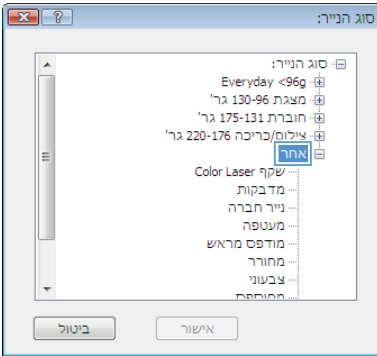 סוג הנייר:
סוג הנייר:
Everyday <96g
מצגת 130-96 גר'
חוברת 175-131 גר'
צילום/כריכה 220-176 גר'
אחר
שקף Color Laser
מדבקות
נייר חברה
מעטפה
מודפס מראש
מחורר
צבעוני
מחוספס
אישור
ביטול